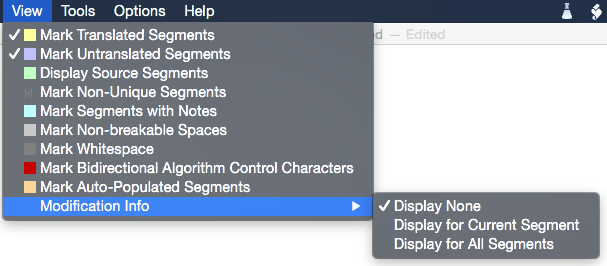 View Tools Options Help
d — Edited
Mark Translated Segments
Mark Untranslated Segments
Display Source Segments
M Mark Non-Unique Segments
Mark Segments with Notes
Mark Non-breakable Spaces
Mark Whitespace
Mark Bidirectional Algorithm Control Characters
Mark Auto-Populated Segments
Modification Info
Display None
Display for Current Segment
Display for All Segments